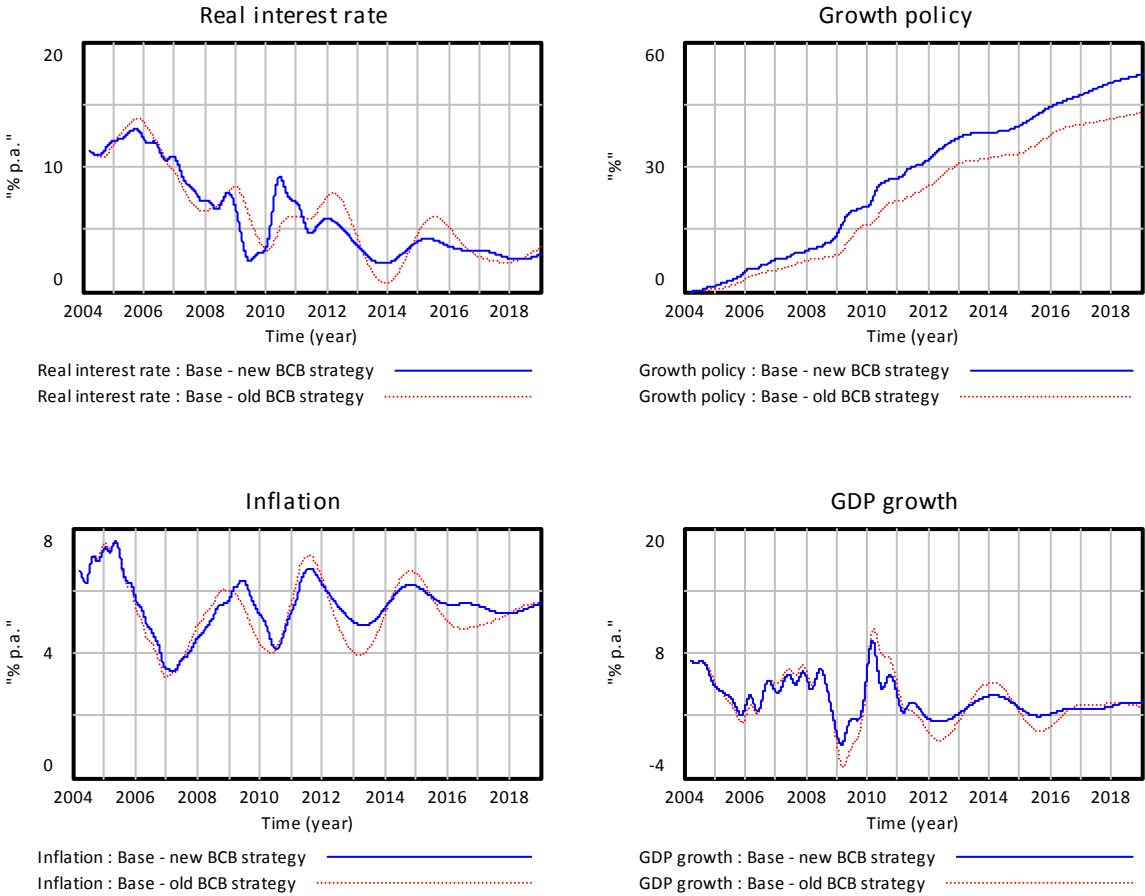 Real interest rate
20
10
0
"% p.a."
2004 2006 2008 2010 2012 2014 2016 2018
Time (year)
Real interest rate : Base - new BCB strategy
Real interest rate : Base - old BCB strategy
Growth policy
60
30
0
"%"
2004 2006 2008 2010 2012 2014 2016 2018
Time (year)
Growth policy : Base - new BCB strategy
Growth policy : Base - old BCB strategy
Inflation
8
4
0
"% p.a."
2004 2006 2008 2010 2012 2014 2016 2018
Time (year)
Inflation : Base - new BCB strategy
Inflation : Base - old BCB strategy
GDP growth
20
8
-4
"% p.a."
2004 2006 2008 2010 2012 2014 2016 2018
Time (year)
GDP growth : Base - new BCB strategy
GDP growth : Base - old BCB strategy